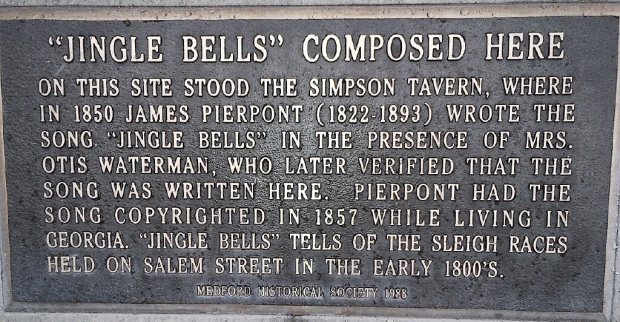 "JINGLE BELLS" COMPOSED HERE
ON THIS SITE STOOD THE SIMPSON TAVERN, WHERE
IN 1850 JAMES PIERPONT (1822-1893) WROTE THE
SONG "JINGLE BELLS" IN THE PRESENCE OF MRS.
OTIS WATERMAN, WHO LATER VERIFIED THAT THE
SONG WAS WRITTEN HERE. PIERPONT HAD THE
SONG COPYRIGHTED IN 1857 WHILE LIVING IN
GEORGIA. "JINGLE BELLS" TELLS OF THE SLEIGH RACES
HELD ON SALEM STREET IN THE EARLY 1800'S.
MEDFORD HISTORICAL SOCIETY 1988